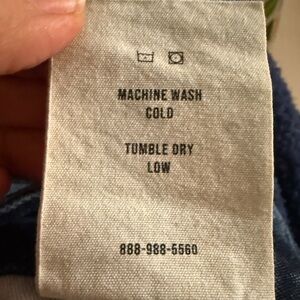 MACHINE WASH
COLD
TUMBLE DRY
LOW
888-988-5560